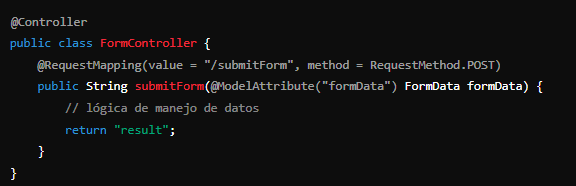 @Controller
public class FormController {
    @RequestMapping(value = "/submitForm", method = RequestMethod.POST)
    public String submitForm(@ModelAttribute("formData") FormData formData) {
        // lógica de manejo de datos
        return "result";
    }
}